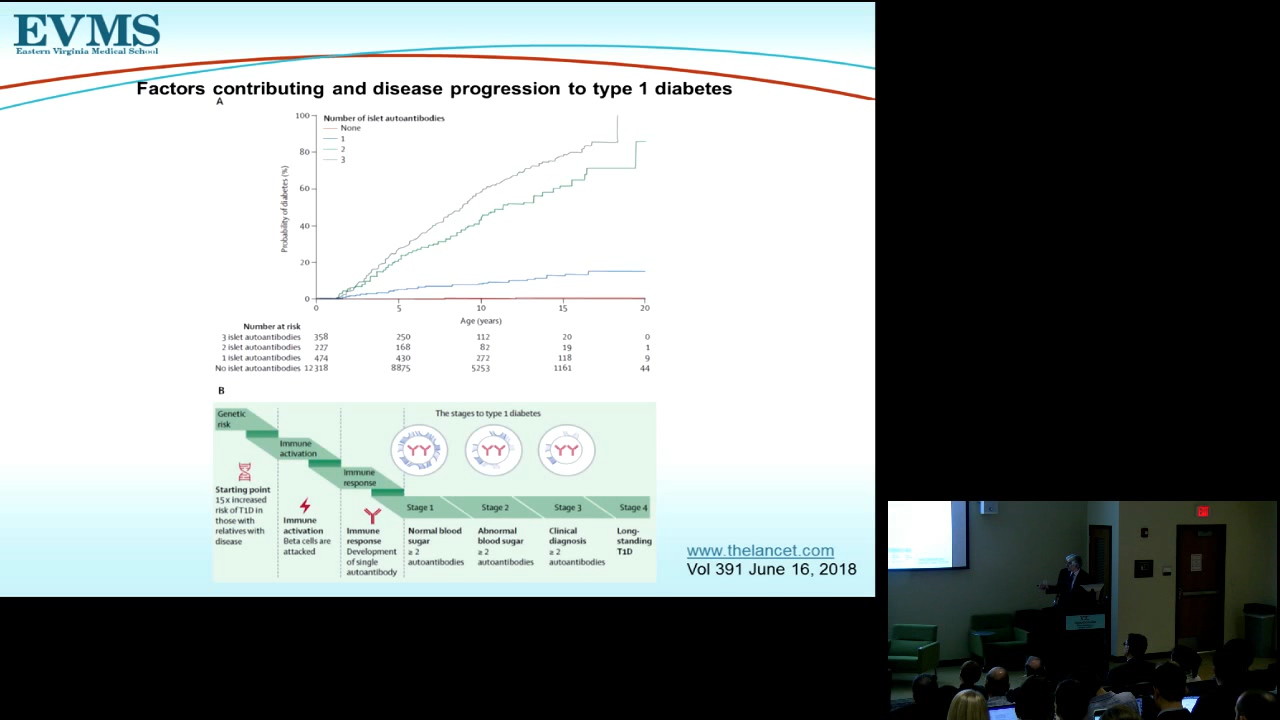 EVMS
Eastern Virginia Medical School
Factors contributing and disease progression to type 1 diabetes
A
Number of islet autoantibodies
None
1
2
3
Probability of diabetes (%)
100
80
60
40
20
0
0 5 10 15 20
Age (years)
Number at risk
3 islet autoantibodies 358 250 112 20 0
2 islet autoantibodies 227 168 82 19 1
1 islet autoantibodies 474 430 272 118 9
No islet autoantibodies 12318 8875 5253 1161 44
B
The stages to type 1 diabetes
Genetic
risk
Immune
activation
Immune
response
Stage 1 Stage 2 Stage 3 Stage 4
Starting point
15x increased
risk of T1D in
those with
relatives with
disease
Immune
activation
Beta cells are
attacked
Immune
response
Development
of single
autoantibody
Normal blood
sugar
≥ 2
autoantibodies
Abnormal
blood sugar
≥ 2
autoantibodies
Clinical
diagnosis
≥ 2
autoantibodies
Long-
standing
T1D
www.thelancet.com
Vol 391 June 16, 2018